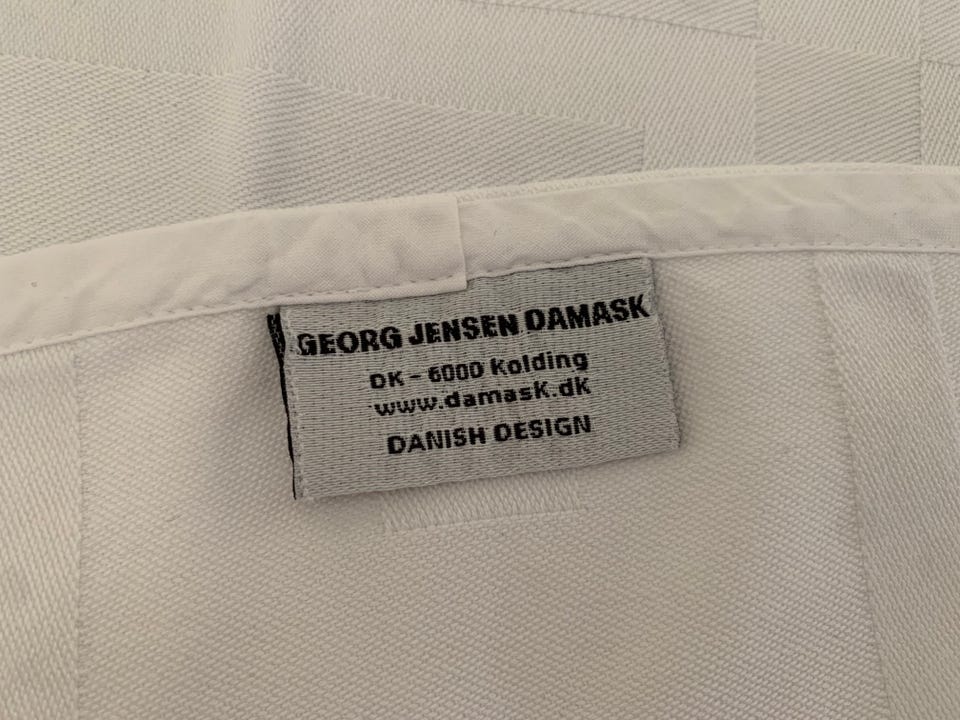 GEORG JENSEN DAMASK
DK - 6000 Kolding
www.damask.dk
DANISH DESIGN